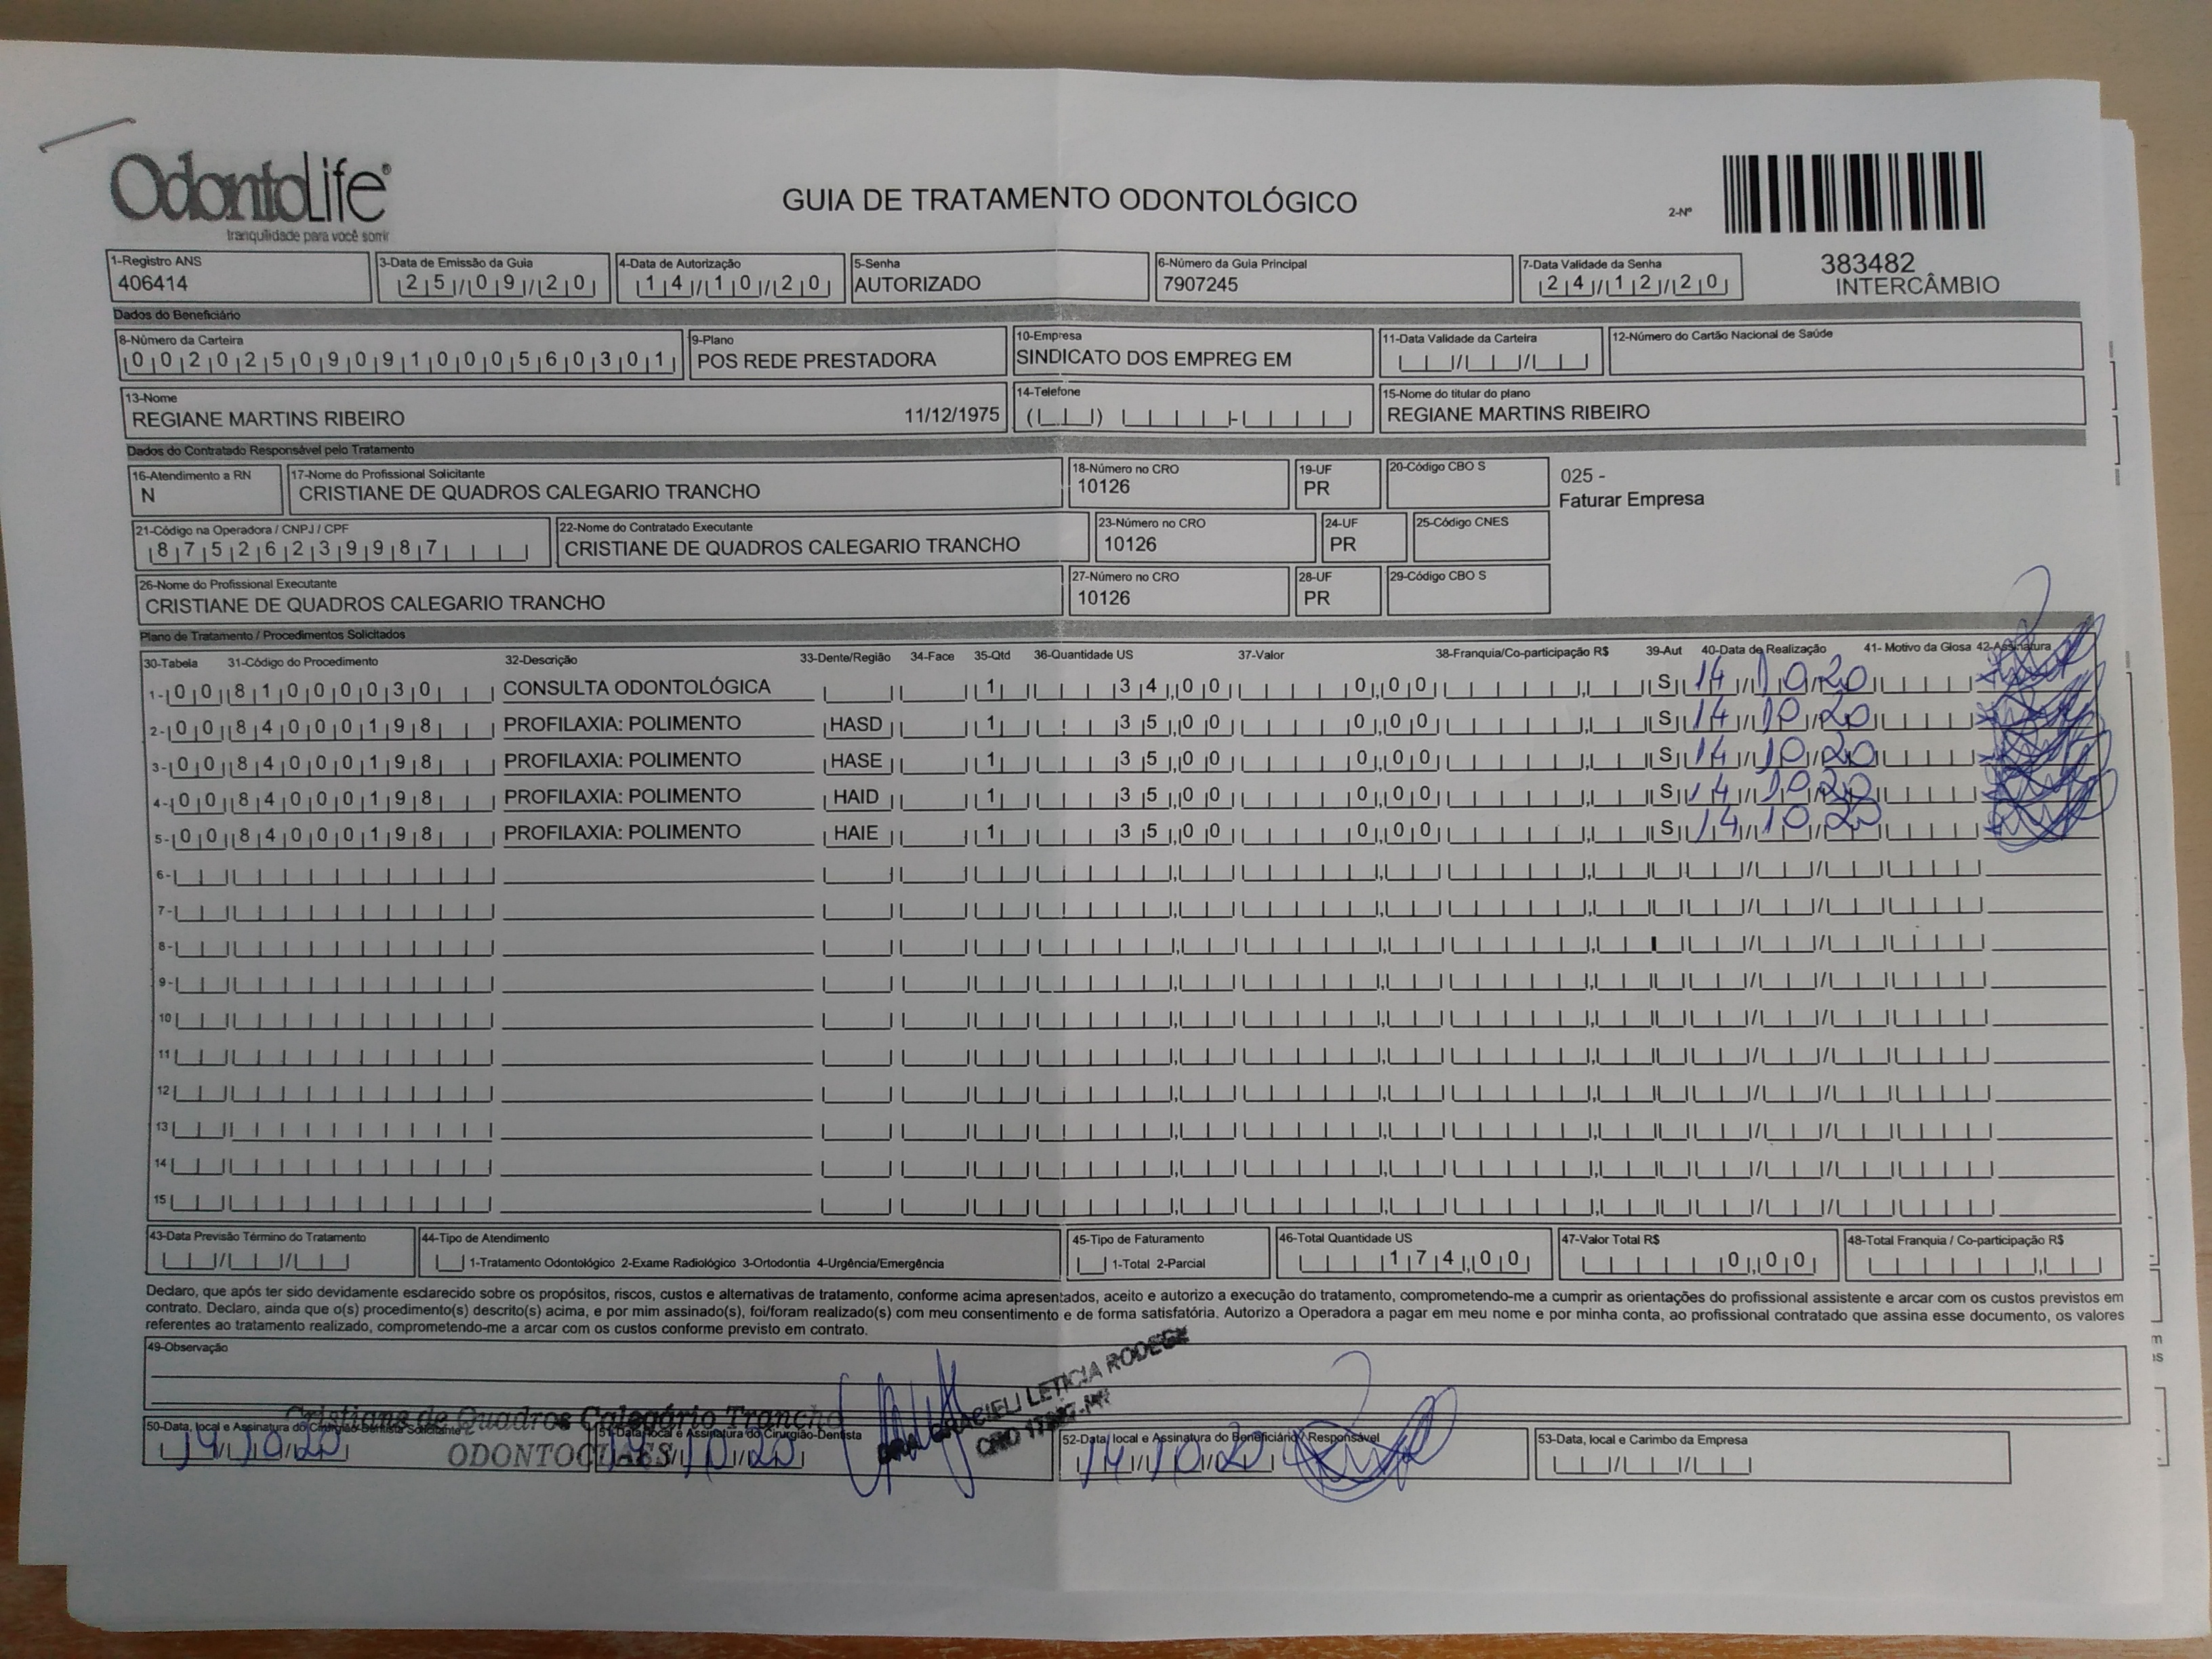 OdontoLife®
tranquilidade para você sorrir
GUIA DE TRATAMENTO ODONTOLÓGICO
2-Nº
383482
INTERCÂMBIO
1-Registro ANS
406414
3-Data de Emissão da Guia
25/09/20
4-Data de Autorização
14/10/20
5-Senha
AUTORIZADO
6-Número da Guia Principal
7907245
7-Data Validade da Senha
24/12/20
Dados do Beneficiário
8-Número da Carteira
00202509091000560301
9-Plano
POS REDE PRESTADORA
10-Empresa
SINDICATO DOS EMPREG EM
11-Data Validade da Carteira
12-Número do Cartão Nacional de Saúde
13-Nome
REGIANE MARTINS RIBEIRO 11/12/1975
14-Telefone
15-Nome do titular do plano
REGIANE MARTINS RIBEIRO
Dados do Contratado Responsável pelo Tratamento
16-Atendimento a RN
N
17-Nome do Profissional Solicitante
CRISTIANE DE QUADROS CALEGARIO TRANCHO
18-Número no CRO
10126
19-UF
PR
20-Código CBO S
025 -
Faturar Empresa
21-Código na Operadora / CNPJ / CPF
87526239987
22-Nome do Contratado Executante
CRISTIANE DE QUADROS CALEGARIO TRANCHO
23-Número no CRO
10126
24-UF
PR
25-Código CNES
26-Nome do Profissional Executante
CRISTIANE DE QUADROS CALEGARIO TRANCHO
27-Número no CRO
10126
28-UF
PR
29-Código CBO S
Plano de Tratamento / Procedimentos Solicitados
30-Tabela 31-Código do Procedimento 32-Descrição 33-Dente/Região 34-Face 35-Qtd 36-Quantidade US 37-Valor 38-Franquia/Co-participação R$ 39-Aut 40-Data de Realização 41- Motivo da Glosa 42-Assinatura
1- 00 81000030 CONSULTA ODONTOLÓGICA 1 34,00 0,00 S 14/10/20
2- 00 84000198 PROFILAXIA: POLIMENTO HASD 1 35,00 0,00 S 14/10/20
3- 00 84000198 PROFILAXIA: POLIMENTO HASE 1 35,00 0,00 S 14/10/20
4- 00 84000198 PROFILAXIA: POLIMENTO HAID 1 35,00 0,00 S 14/10/20
5- 00 84000198 PROFILAXIA: POLIMENTO HAIE 1 35,00 0,00 S 14/10/20
6-
7-
8-
9-
10
11
12
13
14
15
43-Data Previsão Término do Tratamento
44-Tipo de Atendimento
1-Tratamento Odontológico 2-Exame Radiológico 3-Ortodontia 4-Urgência/Emergência
45-Tipo de Faturamento
1-Total 2-Parcial
46-Total Quantidade US
174,00
47-Valor Total R$
0,00
48-Total Franquia / Co-participação R$
Declaro, que após ter sido devidamente esclarecido sobre os propósitos, riscos, custos e alternativas de tratamento, conforme acima apresentados, aceito e autorizo a execução do tratamento, comprometendo-me a cumprir as orientações do profissional assistente e arcar com os custos previstos em
contrato. Declaro, ainda que o(s) procedimento(s) descrito(s) acima, e por mim assinado(s), foi/foram realizado(s) com meu consentimento e de forma satisfatória. Autorizo a Operadora a pagar em meu nome e por minha conta, ao profissional contratado que assina esse documento, os valores
referentes ao tratamento realizado, comprometendo-me a arcar com os custos conforme previsto em contrato.
49-Observação
Cristiane de Quadros Calegário Trancho
DRA. GRACIELI LETICIA
50-Data, local e Assinatura do Cirurgião-Dentista Solicitante
14/10/20
51-Data, local e Assinatura do Cirurgião-Dentista
14/10/20
52-Data, local e Assinatura do Beneficiário / Responsável
14/10/20
53-Data, local e Carimbo da Empresa